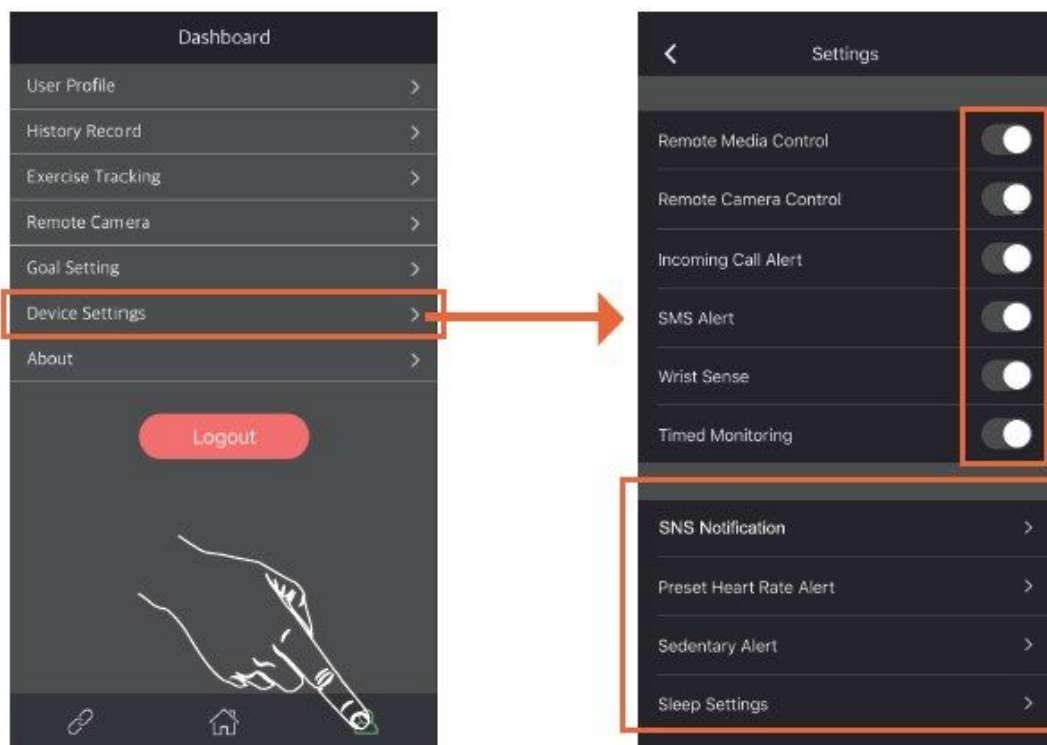 Dashboard
User Profile
History Record
Exercise Tracking
Remote Camera
Goal Setting
Device Settings
About
Logout
Settings
Remote Media Control
Remote Camera Control
Incoming Call Alert
SMS Alert
Wrist Sense
Timed Monitoring
SNS Notification
Preset Heart Rate Alert
Sedentary Alert
Sleep Settings